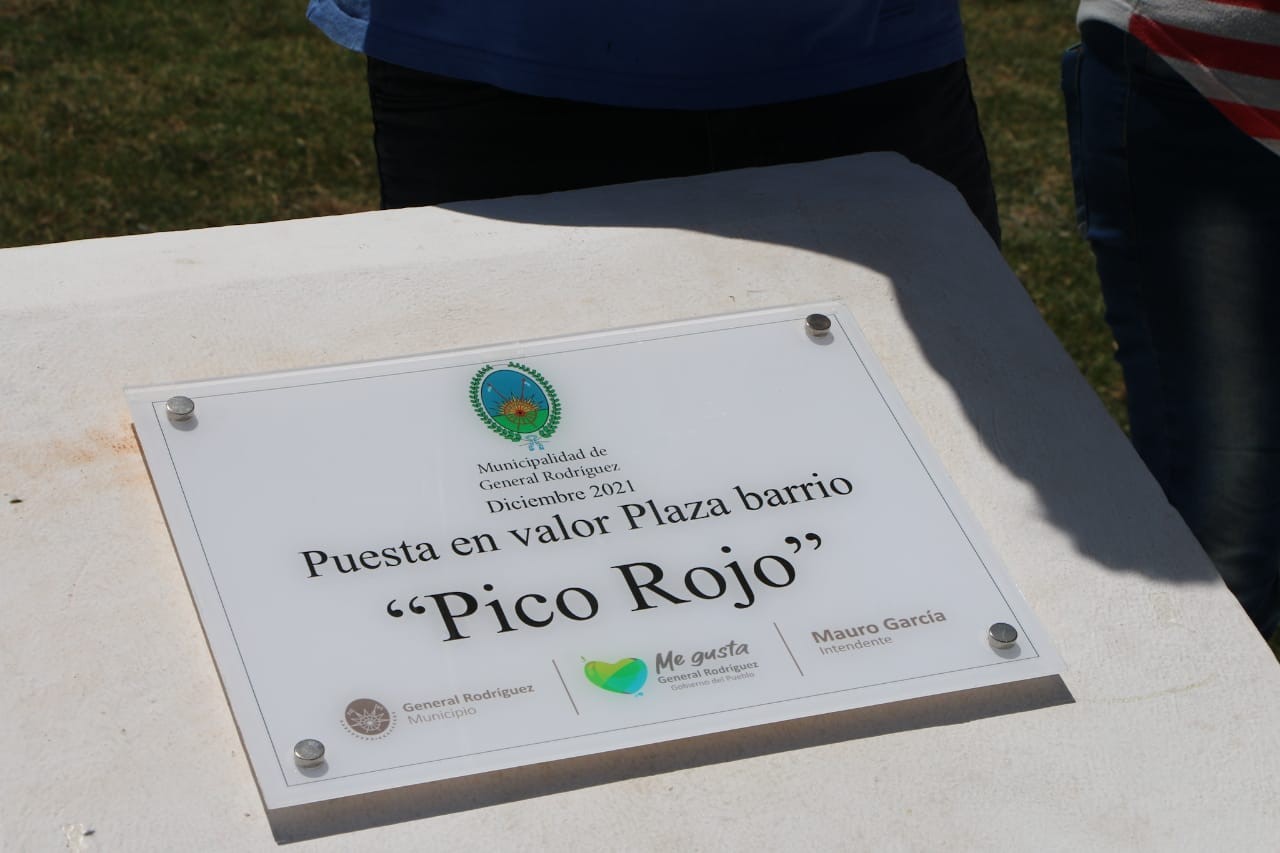 Municipalidad de
General Rodríguez
Diciembre 2021
Puesta en valor Plaza barrio
“Pico Rojo”
General Rodríguez
Municipio
Me gusta
General Rodríguez
Gobierno del Pueblo
Mauro García
Intendente